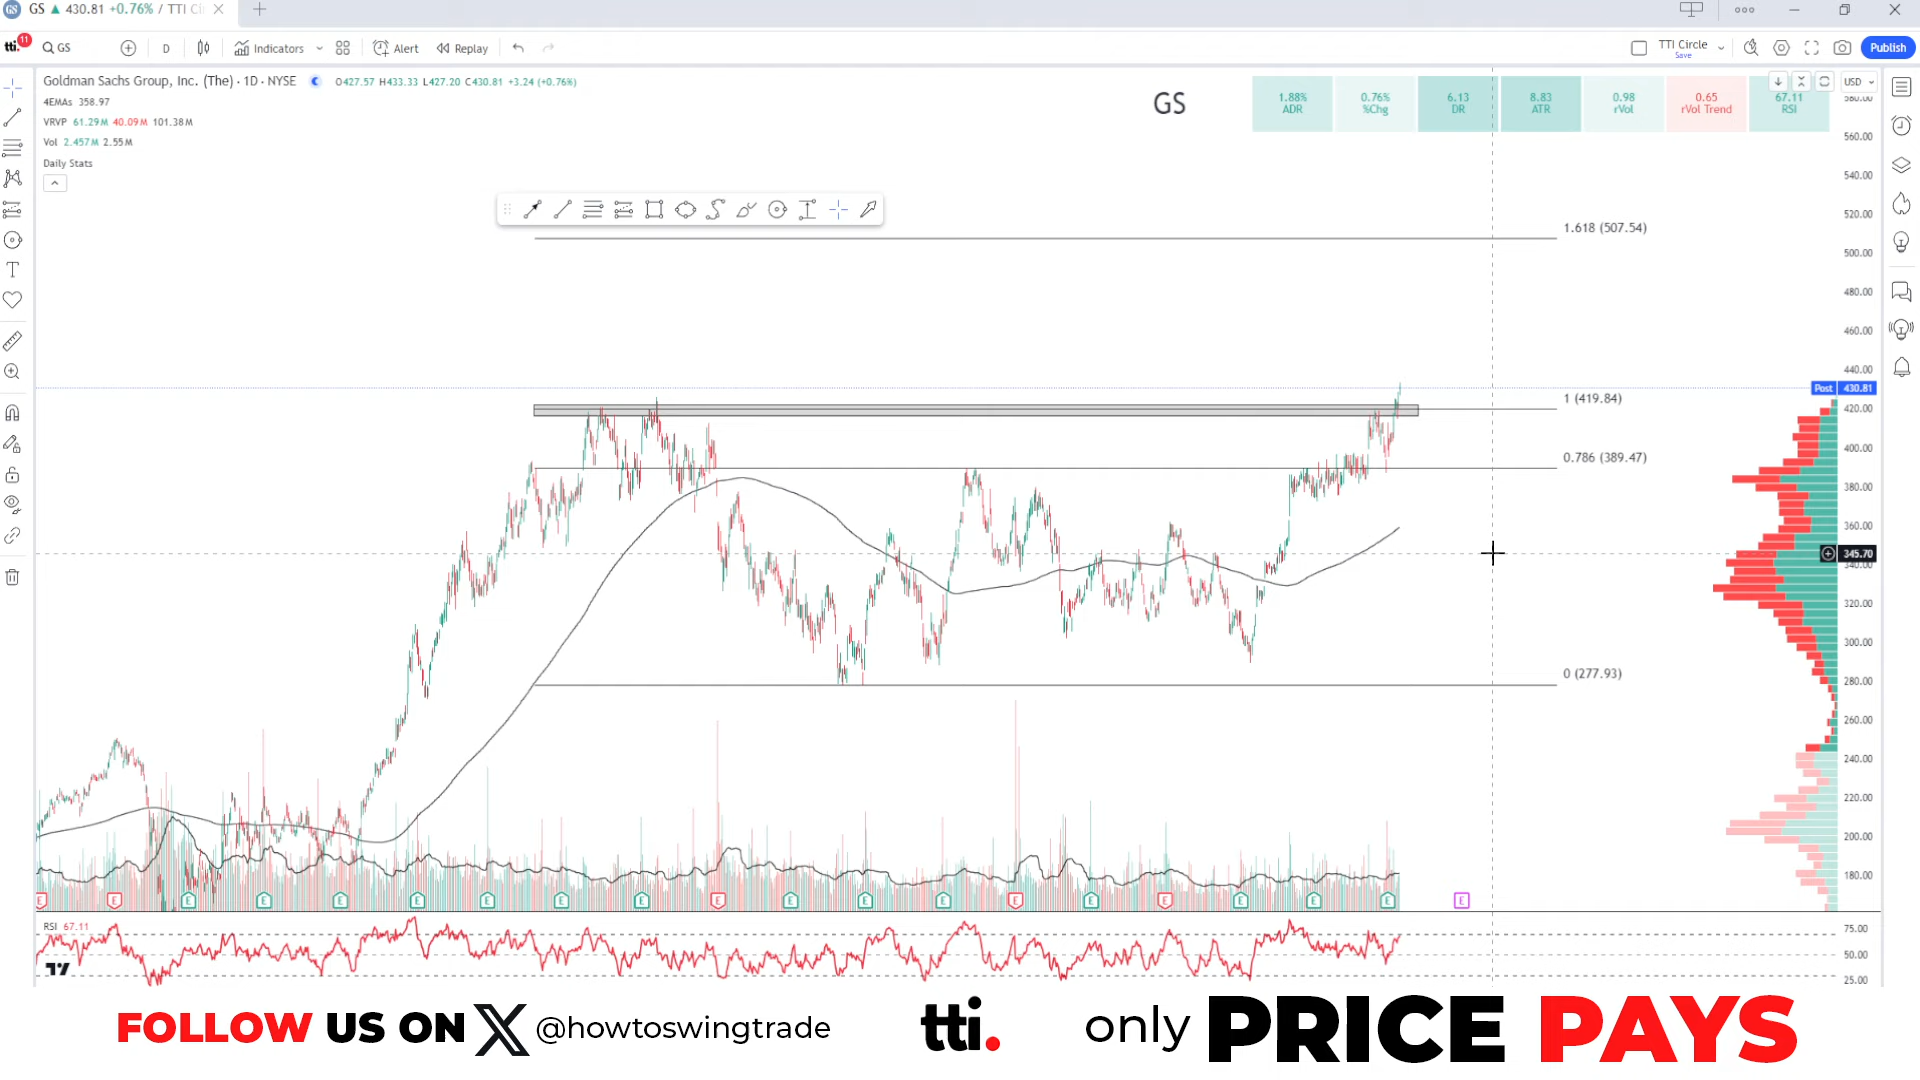 GS ▲ 430.81 +0.76% / TTI Ci
tti. 11 GS D Indicators Alert Replay TTI Circle Save Publish
Goldman Sachs Group, Inc. (The) · 1D · NYSE O427.57 H433.33 L427.20 C430.81 +3.24 (+0.76%)
4EMAs 358.97
VRVP 61.29M 40.09M 101.38M
Vol 2.457M 2.55M
Daily Stats
GS
1.88% ADR
0.76% %Chg
6.13 DR
8.83 ATR
0.98 rVol
0.65 rVol Trend
67.11 RSI
USD
580.00
560.00
540.00
520.00
1.618 (507.54)
500.00
480.00
460.00
440.00
Post 430.81
1 (419.84)
420.00
400.00
0.786 (389.47)
380.00
360.00
345.70
340.00
320.00
300.00
0 (277.93)
280.00
260.00
240.00
220.00
200.00
180.00
E E E E E E E E E E E E E E E E E E E E
RSI 67.11
75.00
50.00
25.00
FOLLOW US ON X @howtoswingtrade tti. only PRICE PAYS